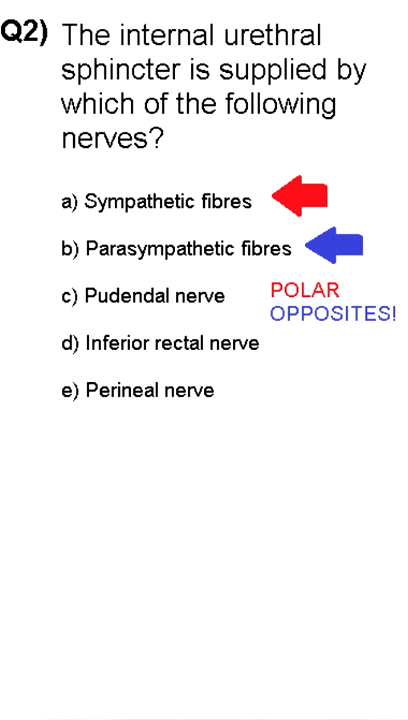 Q2) The internal urethral
sphincter is supplied by
which of the following
nerves?
a) Sympathetic fibres
b) Parasympathetic fibres
c) Pudendal nerve
POLAR
OPPOSITES!
d) Inferior rectal nerve
e) Perineal nerve